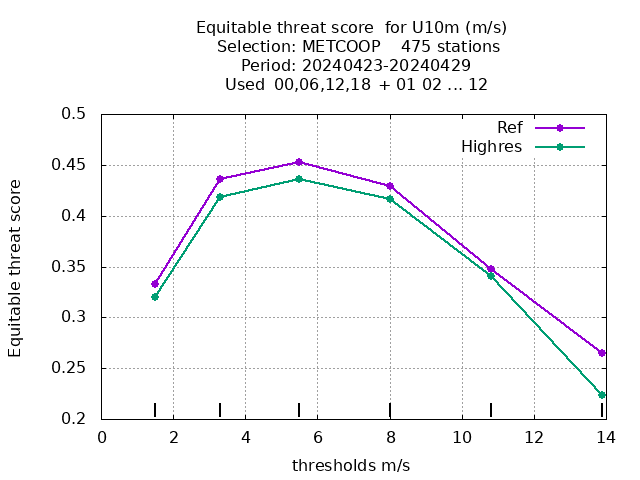 Equitable threat score  for U10m (m/s)
Selection: METCOOP    475 stations
Period: 20240423-20240429
Used  00,06,12,18  + 01 02 ... 12
Ref
Highres
Equitable threat score
0.5
0.45
0.4
0.35
0.3
0.25
0.2
0 2 4 6 8 10 12 14
thresholds m/s